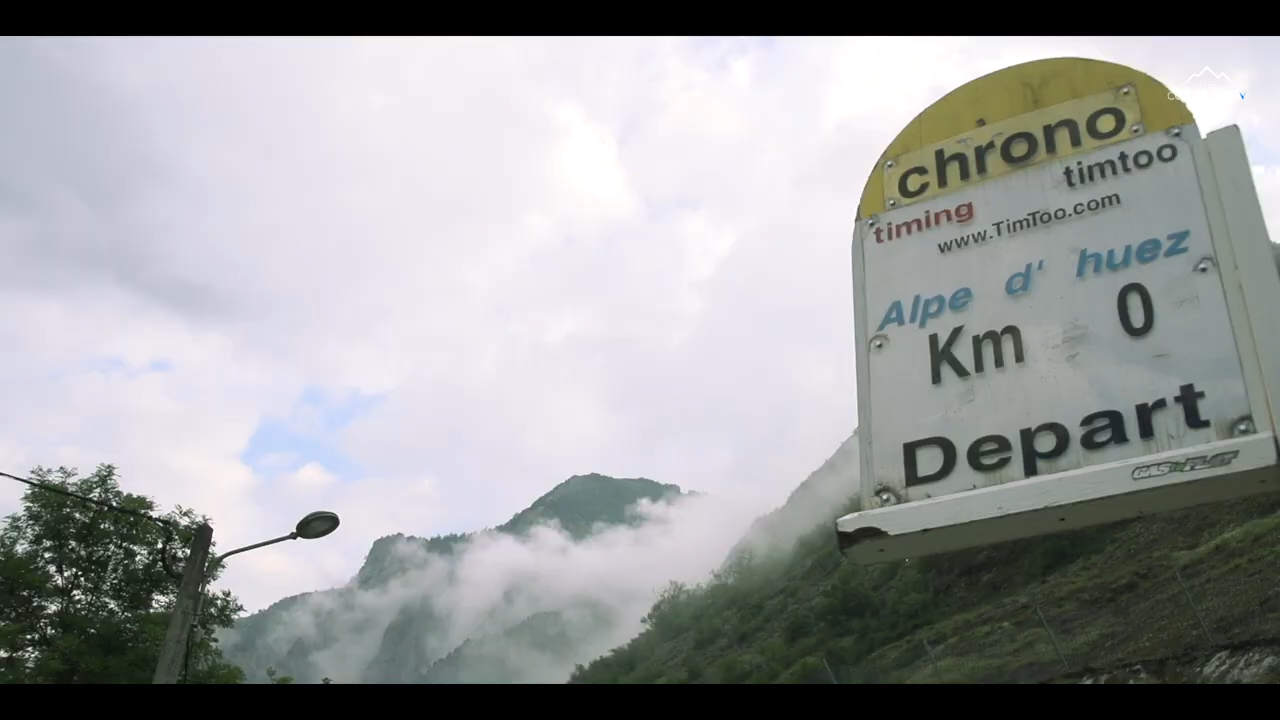 chrono
timtoo
timing
www.TimToo.com
Alpe d' huez
Km 0
Depart